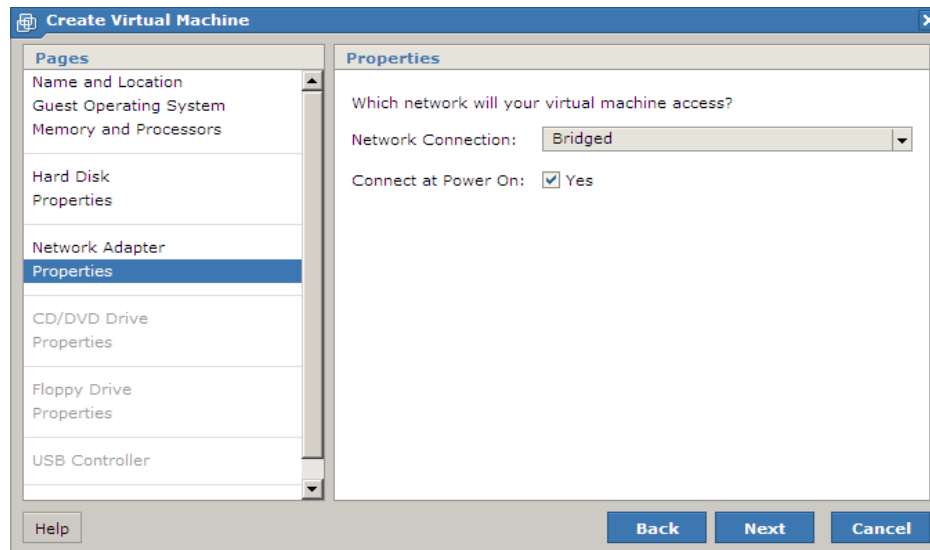 Create Virtual Machine
Pages
Name and Location
Guest Operating System
Memory and Processors
Hard Disk
Properties
Network Adapter
Properties
CD/DVD Drive
Properties
Floppy Drive
Properties
USB Controller
Properties
Which network will your virtual machine access?
Network Connection: Bridged
Connect at Power On: Yes
Help Back Next Cancel